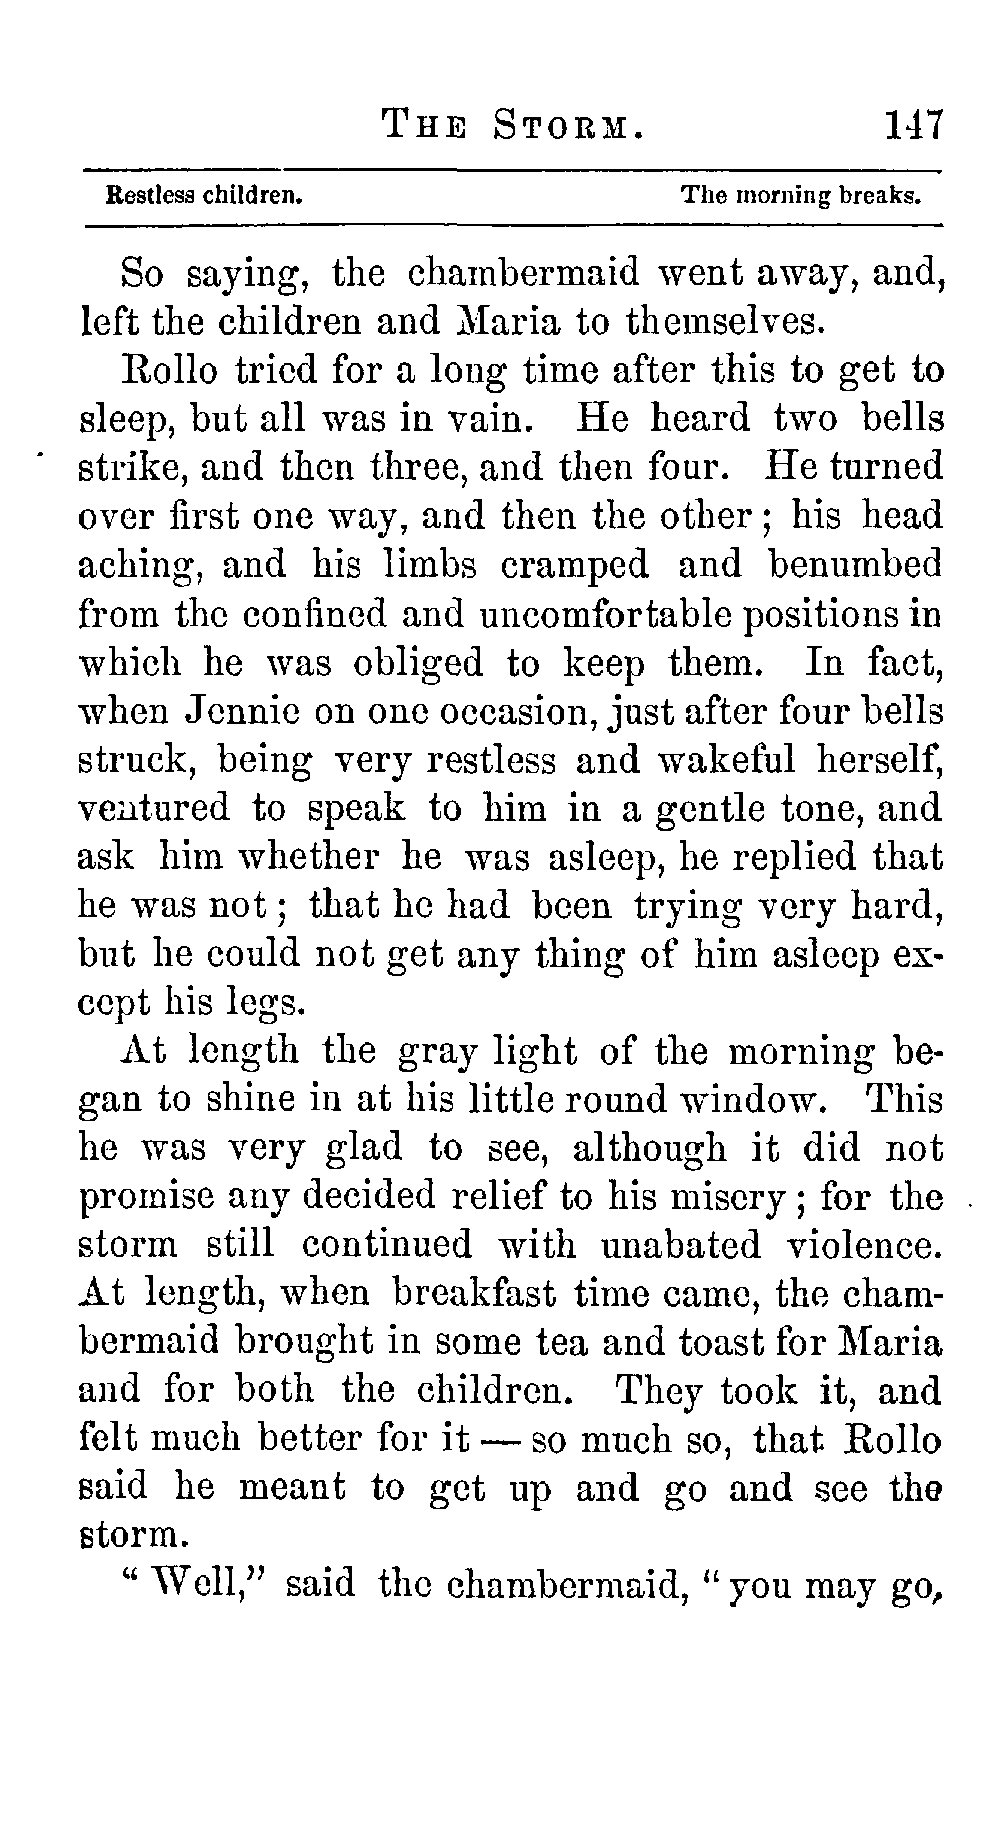 THE STORM. 147
Restless children. The morning breaks.
So saying, the chambermaid went away, and,
left the children and Maria to themselves.
Rollo tried for a long time after this to get to
sleep, but all was in vain. He heard two bells
strike, and then three, and then four. He turned
over first one way, and then the other; his head
aching, and his limbs cramped and benumbed
from the confined and uncomfortable positions in
which he was obliged to keep them. In fact,
when Jennie on one occasion, just after four bells
struck, being very restless and wakeful herself,
ventured to speak to him in a gentle tone, and
ask him whether he was asleep, he replied that
he was not; that he had been trying very hard,
but he could not get any thing of him asleep ex-
cept his legs.
At length the gray light of the morning be-
gan to shine in at his little round window. This
he was very glad to see, although it did not
promise any decided relief to his misery; for the
storm still continued with unabated violence.
At length, when breakfast time came, the cham-
bermaid brought in some tea and toast for Maria
and for both the children. They took it, and
felt much better for it — so much so, that Rollo
said he meant to get up and go and see the
storm.
"Well," said the chambermaid, "you may go,